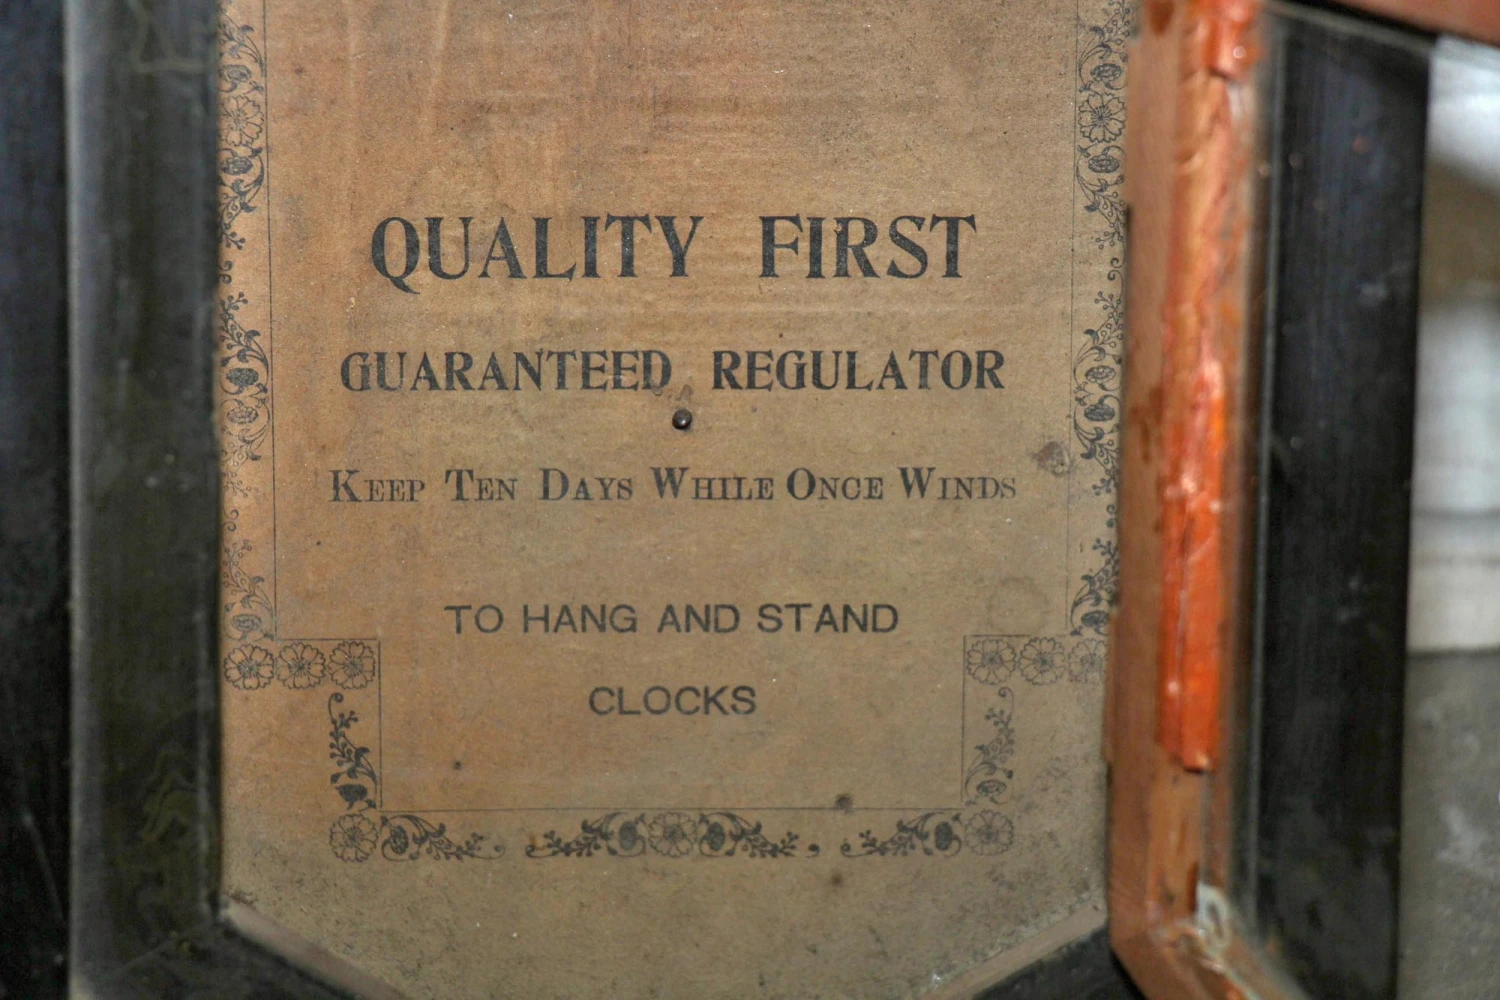 QUALITY FIRST
GUARANTEED REGULATOR
KEEP TEN DAYS WHILE ONCE WINDS
TO HANG AND STAND
CLOCKS